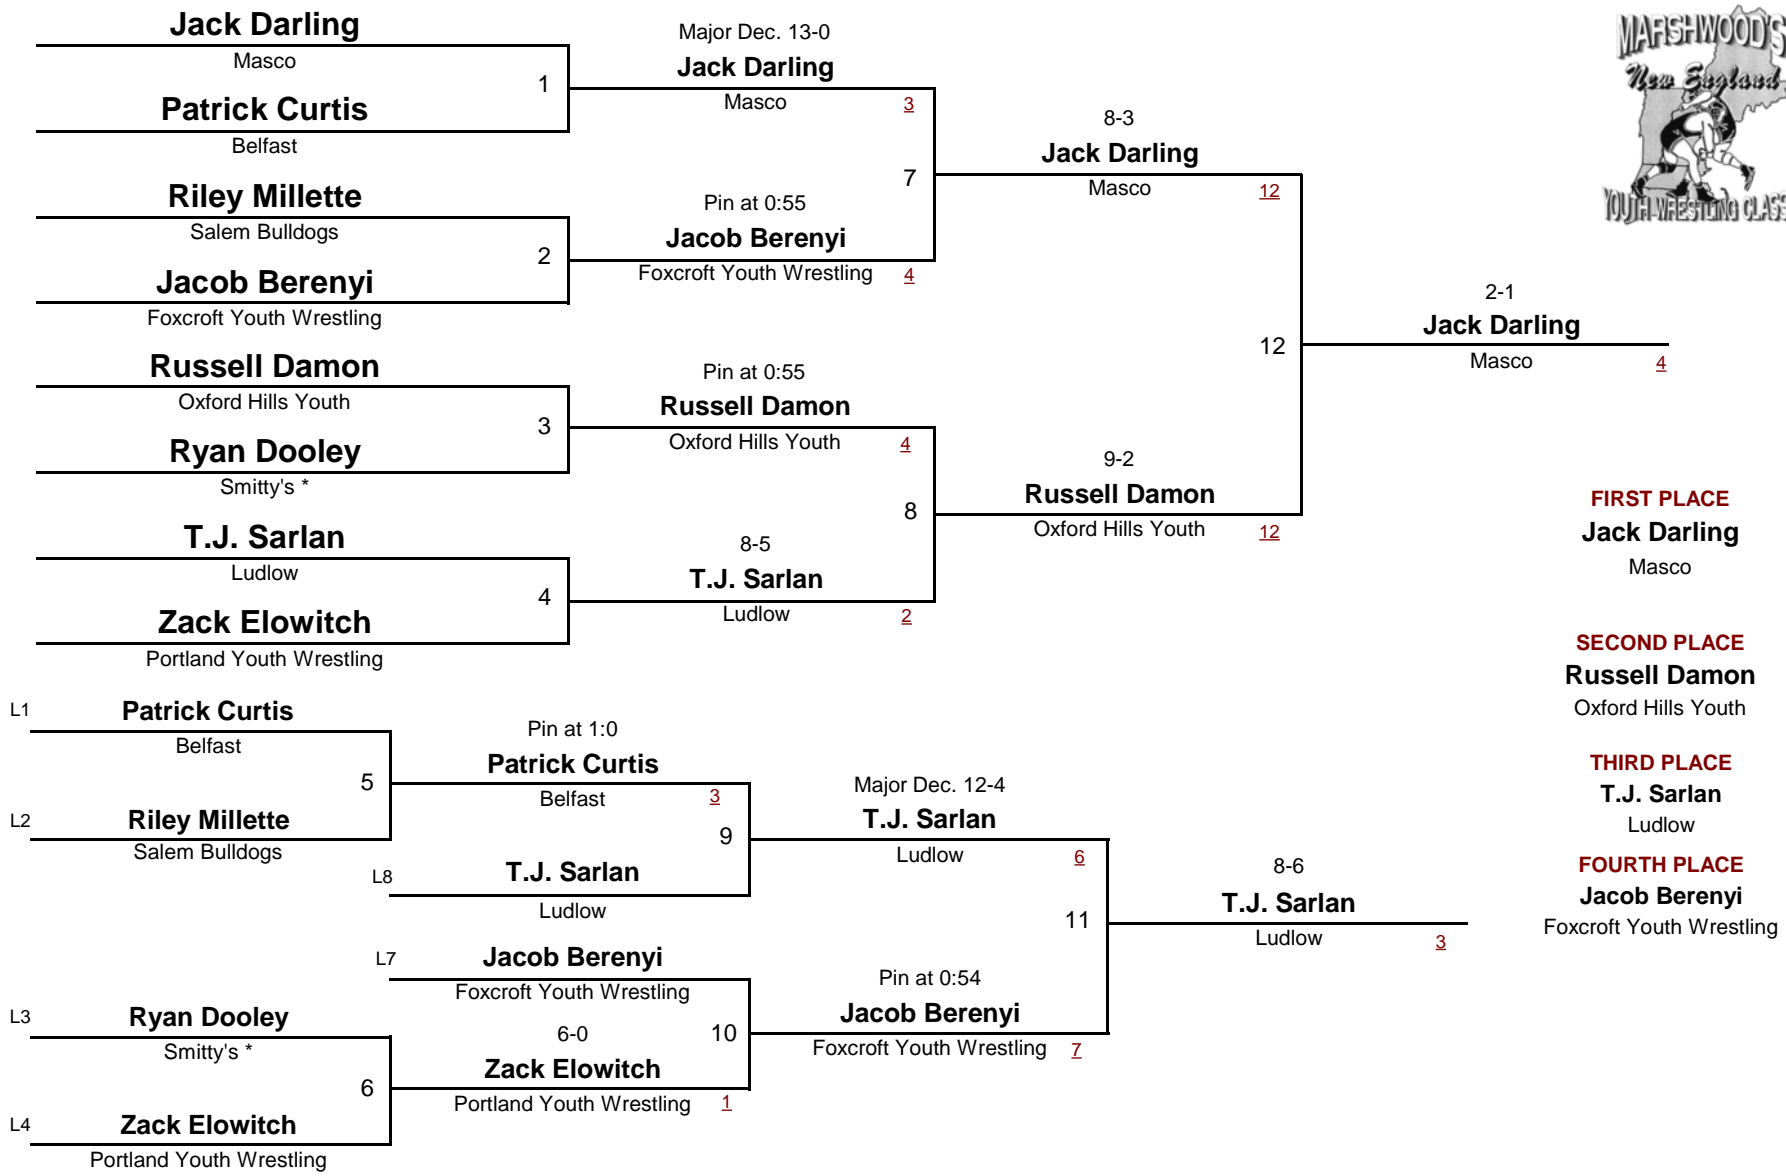 Jack Darling
Masco
1
Patrick Curtis
Belfast
Riley Millette
Salem Bulldogs
2
Jacob Berenyi
Foxcroft Youth Wrestling
Russell Damon
Oxford Hills Youth
3
Ryan Dooley
Smitty's *
T.J. Sarlan
Ludlow
4
Zack Elowitch
Portland Youth Wrestling
Major Dec. 13-0
Jack Darling
Masco 3
7
Pin at 0:55
Jacob Berenyi
Foxcroft Youth Wrestling 4
Pin at 0:55
Russell Damon
Oxford Hills Youth 4
8
8-5
T.J. Sarlan
Ludlow 2
8-3
Jack Darling
Masco 12
12
9-2
Russell Damon
Oxford Hills Youth 12
2-1
Jack Darling
Masco 4
MARSHWOOD'S
New England
YOUTH WRESTLING CLASS
FIRST PLACE
Jack Darling
Masco
SECOND PLACE
Russell Damon
Oxford Hills Youth
THIRD PLACE
T.J. Sarlan
Ludlow
FOURTH PLACE
Jacob Berenyi
Foxcroft Youth Wrestling
L1 Patrick Curtis
Belfast
5
L2 Riley Millette
Salem Bulldogs
L3 Ryan Dooley
Smitty's *
6
L4 Zack Elowitch
Portland Youth Wrestling
Pin at 1:0
Patrick Curtis
Belfast 3
9
L8 T.J. Sarlan
Ludlow
L7 Jacob Berenyi
Foxcroft Youth Wrestling
10
6-0
Zack Elowitch
Portland Youth Wrestling 1
Major Dec. 12-4
T.J. Sarlan
Ludlow 6
11
Pin at 0:54
Jacob Berenyi
Foxcroft Youth Wrestling 7
8-6
T.J. Sarlan
Ludlow 3